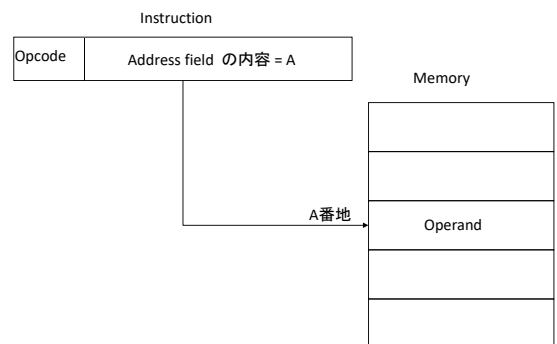 Instruction
Opcode
Address field の内容 = A
Memory
A番地
Operand